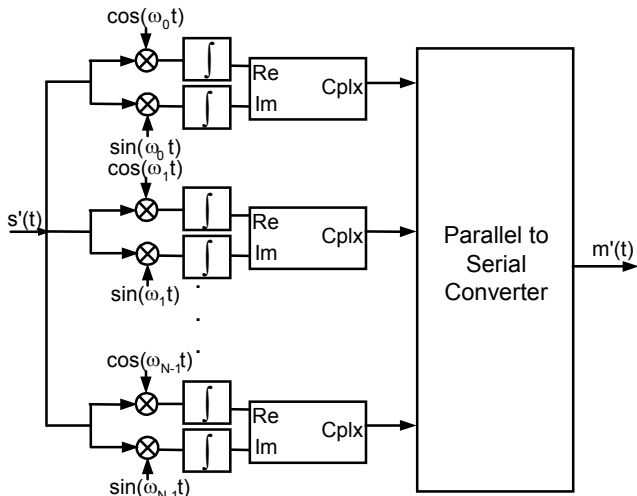 cos(ω₀t)
∫
Re
Cplx
∫
Im
sin(ω₀ t)
cos(ω₁t)
s'(t)
∫
Re
Cplx
∫
Im
sin(ω₁t)
Parallel to
Serial
Converter
m'(t)
cos(ωN-1t)
∫
Re
Cplx
∫
Im
sin(ωN-1t)